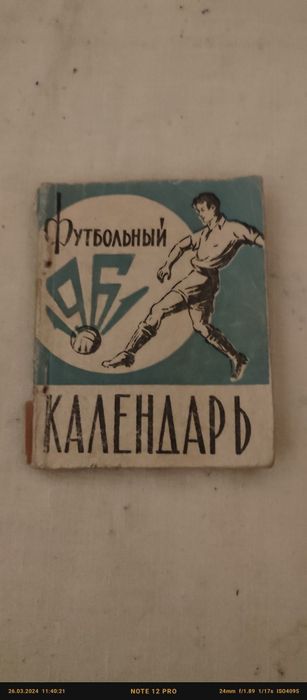 Футбольный
1961
КАЛЕНДАРЬ
26.03.2024 11:40:21
NOTE 12 PRO
24mm f/1.89 1/17s ISO4095